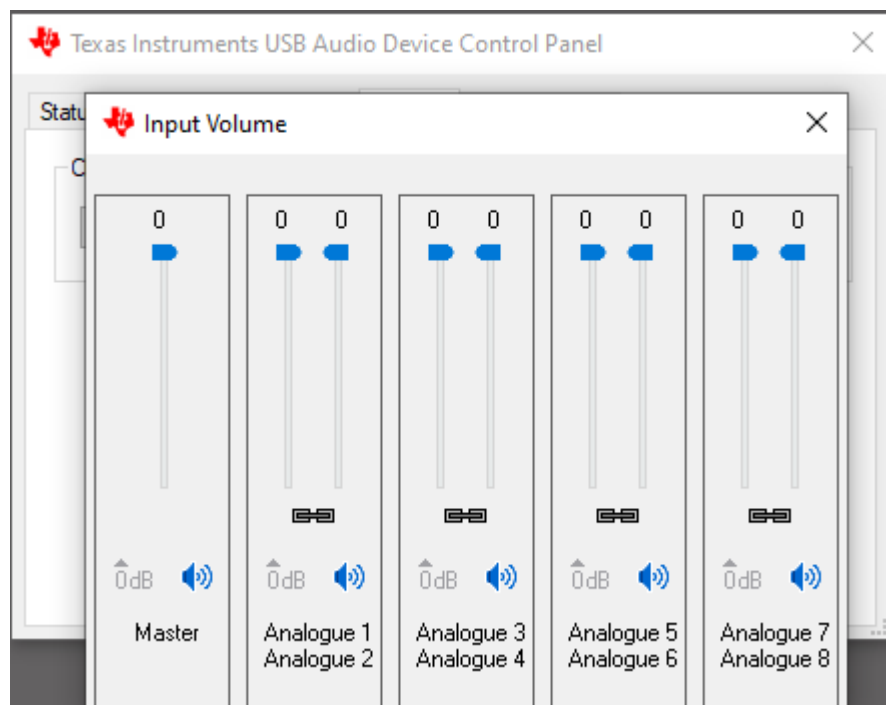 Texas Instruments USB Audio Device Control Panel
Input Volume
0
0 0
0 0
0 0
0 0
0dB
0dB
0dB
0dB
0dB
Master
Analogue 1
Analogue 2
Analogue 3
Analogue 4
Analogue 5
Analogue 6
Analogue 7
Analogue 8